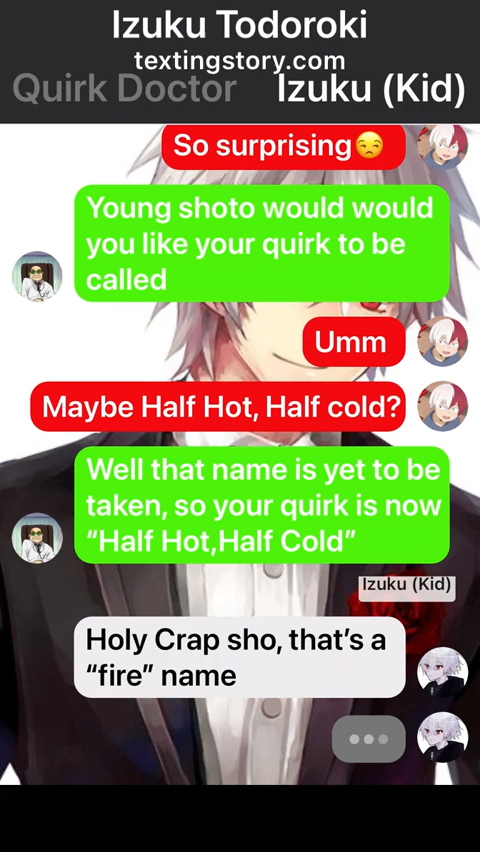 Izuku Todoroki
textingstory.com
Quirk Doctor Izuku (Kid)
So surprising😒
Young shoto would would
you like your quirk to be
called
Umm
Maybe Half Hot, Half cold?
Well that name is yet to be
taken, so your quirk is now
“Half Hot,Half Cold”
Izuku (Kid)
Holy Crap sho, that’s a
“fire” name